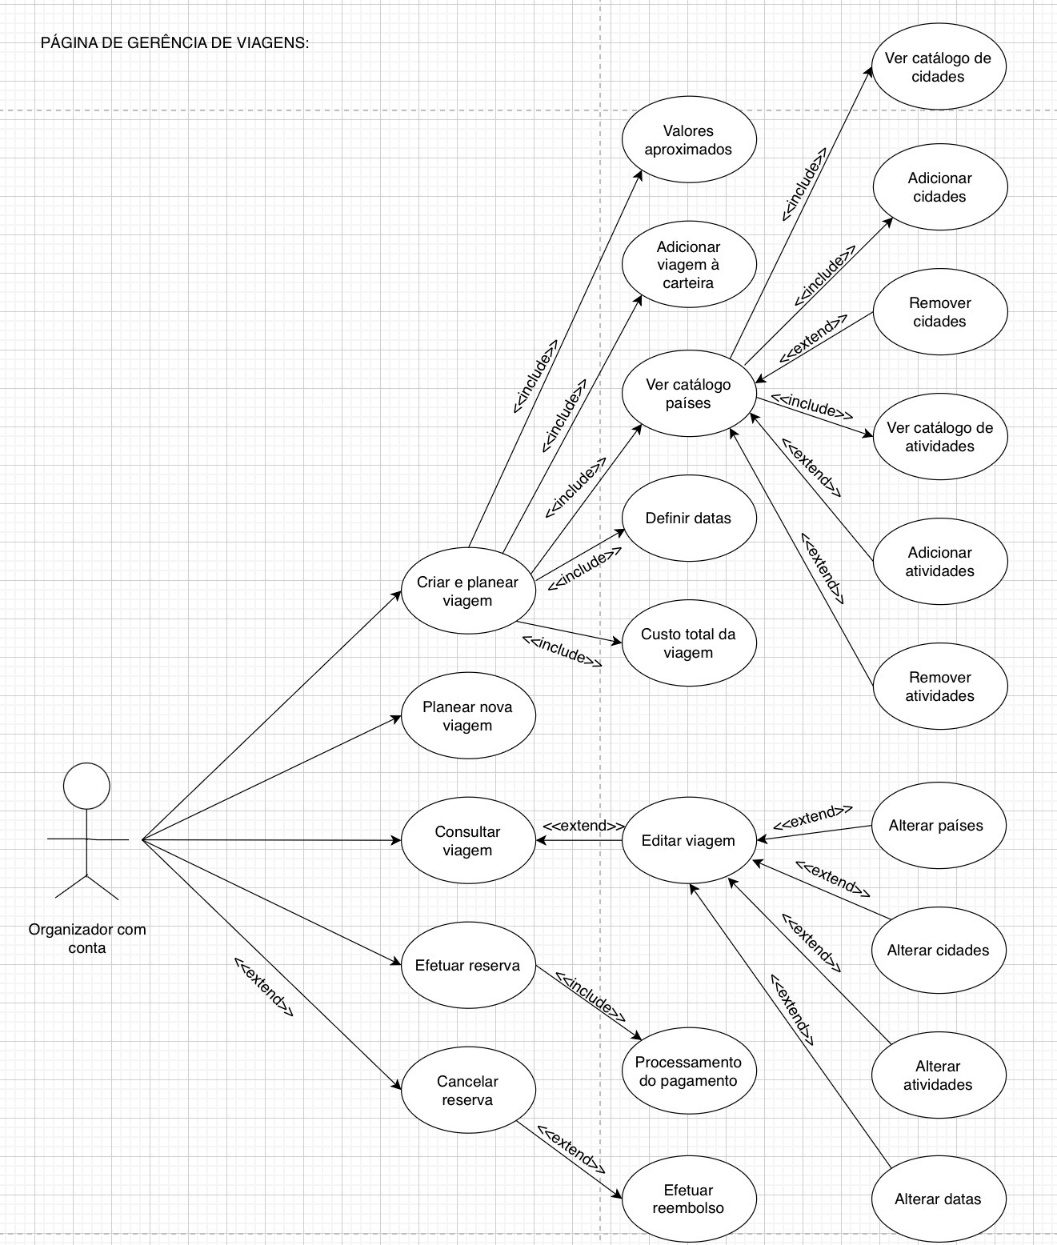 PÁGINA DE GERÊNCIA DE VIAGENS:
Ver catálogo de
cidades
Valores
aproximados
<<include>>
Adicionar
cidades
Adicionar
viagem à
carteira
<<include>>
Remover
cidades
<<extend>>
<<include>>
Ver catálogo
países
<<include>>
Ver catálogo de
atividades
<<include>>
<<extend>>
<<include>>
Definir datas
<<extend>>
Adicionar
atividades
<<include>>
Criar e planear
viagem
Custo total da
viagem
<<include>>
Remover
atividades
Planear nova
viagem
Consultar
viagem
<<extend>>
Editar viagem
<<extend>>
Alterar países
<<extend>>
Organizador com
conta
<<extend>>
Alterar cidades
Efetuar reserva
<<extend>>
<<include>>
<<extend>>
Processamento
do pagamento
Alterar
atividades
Cancelar
reserva
<<extend>>
Efetuar
reembolso
Alterar datas